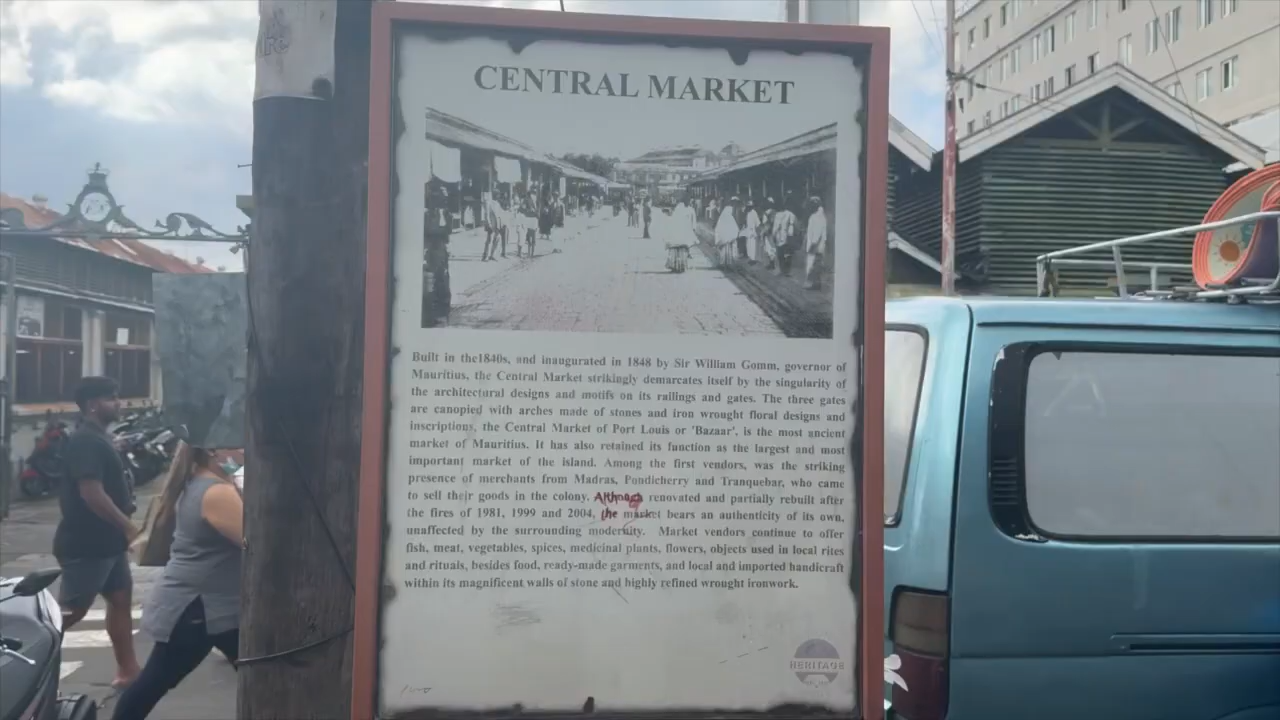 CENTRAL MARKET
Built in the1840s, and inaugurated in 1848 by Sir William Gomm, governor of
Mauritius, the Central Market strikingly demarcates itself by the singularity of
the architectural designs and motifs on its railings and gates. The three gates
are canopied with arches made of stones and iron wrought floral designs and
inscriptions, the Central Market of Port Louis or 'Bazaar', is the most ancient
market of Mauritius. It has also retained its function as the largest and most
important market of the island. Among the first vendors, was the striking
presence of merchants from Madras, Pondicherry and Tranquebar, who came
to sell their goods in the colony. Although renovated and partially rebuilt after
the fires of 1981, 1999 and 2004, the market bears an authenticity of its own,
unaffected by the surrounding modernity. Market vendors continue to offer
fish, meat, vegetables, spices, medicinal plants, flowers, objects used in local rites
and rituals, besides food, ready-made garments, and local and imported handicraft
within its magnificent walls of stone and highly refined wrought ironwork.
HERITAGE